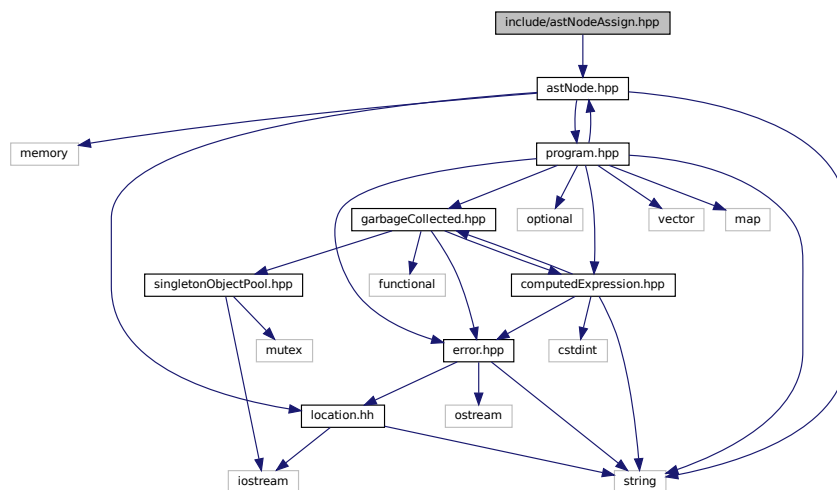 include/astNodeAssign.hpp
astNode.hpp
memory
program.hpp
garbageCollected.hpp
optional
vector
map
singletonObjectPool.hpp
functional
computedExpression.hpp
mutex
error.hpp
cstdint
location.hh
ostream
iostream
string